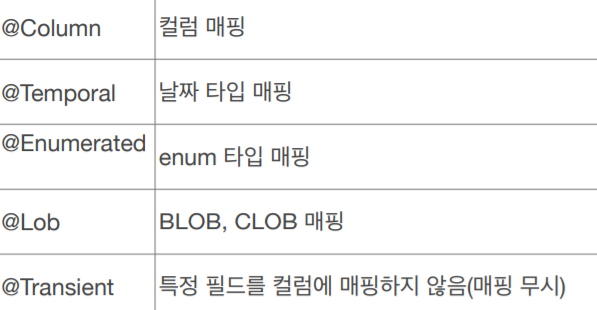 @Column 컬럼 매핑
@Temporal 날짜 타입 매핑
@Enumerated enum 타입 매핑
@Lob BLOB, CLOB 매핑
@Transient 특정 필드를 컬럼에 매핑하지 않음(매핑 무시)